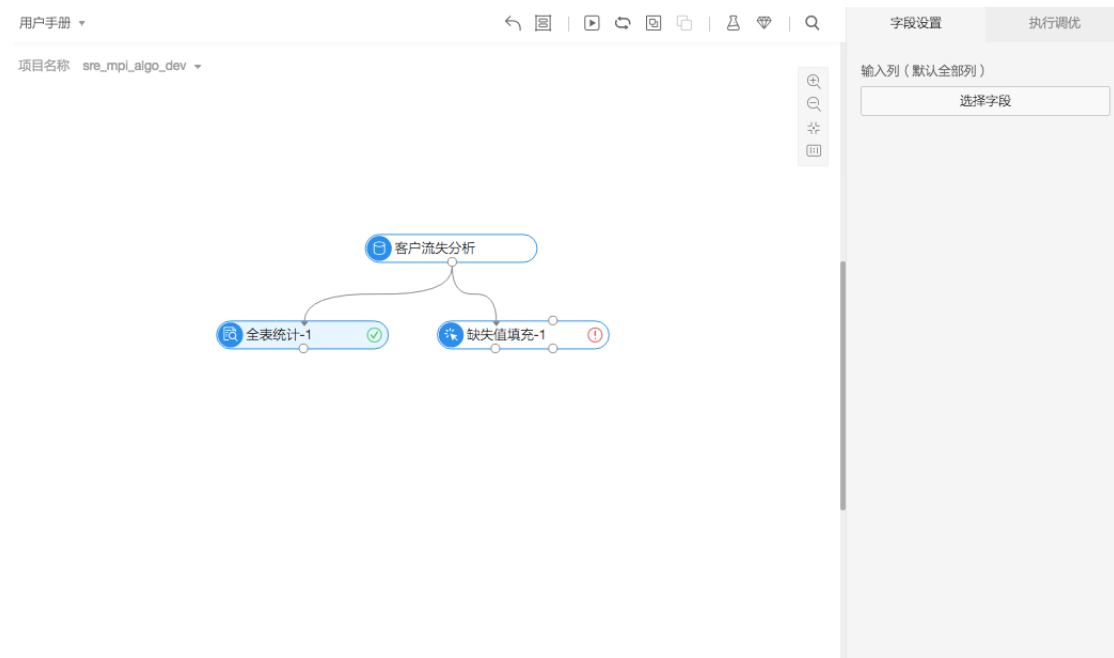 用户手册
字段设置
执行调优
项目名称 sre_mpi_algo_dev
输入列（默认全部列）
选择字段
客户流失分析
全表统计-1
缺失值填充-1